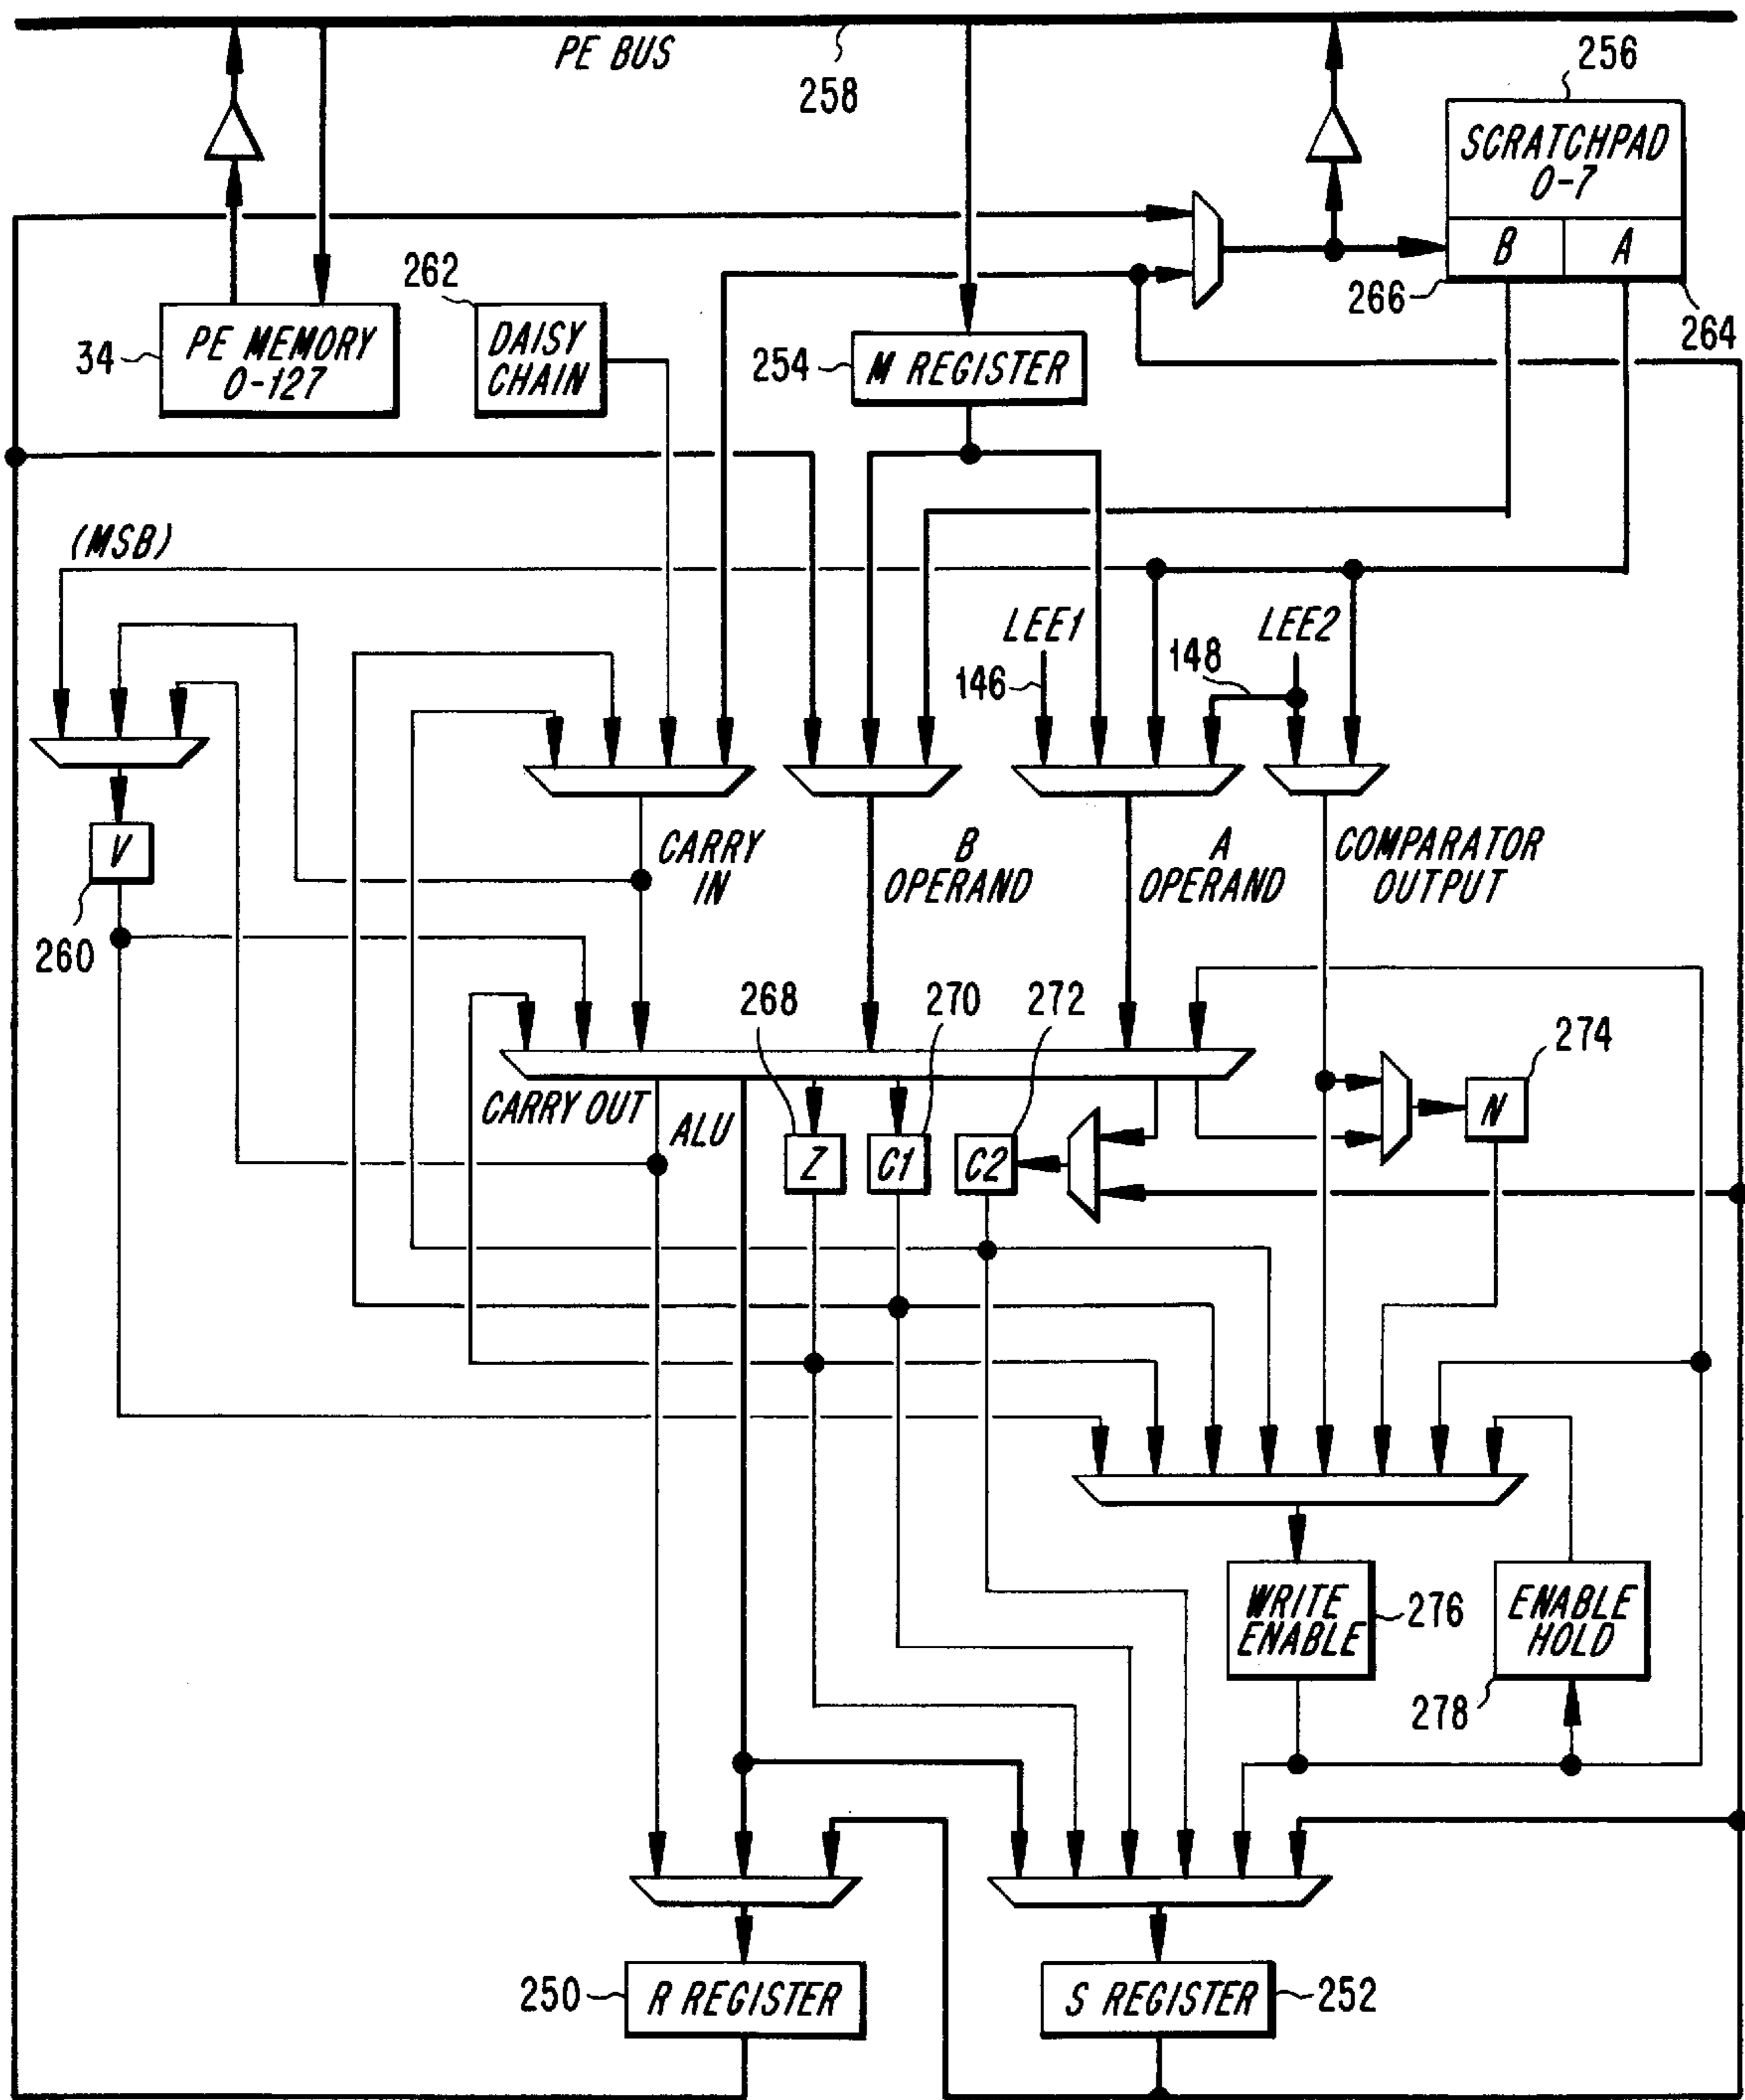 PE BUS
258
256
SCRATCHPAD
0-7
B
A
266
264
262
34
PE MEMORY
0-127
DAISY
CHAIN
254
M REGISTER
(MSB)
LEE1
146
148
LEE2
V
260
CARRY
IN
B
OPERAND
A
OPERAND
COMPARATOR
OUTPUT
268
270
272
274
CARRY OUT
ALU
Z
C1
C2
N
WRITE
ENABLE
276
ENABLE
HOLD
278
250
R REGISTER
S REGISTER
252